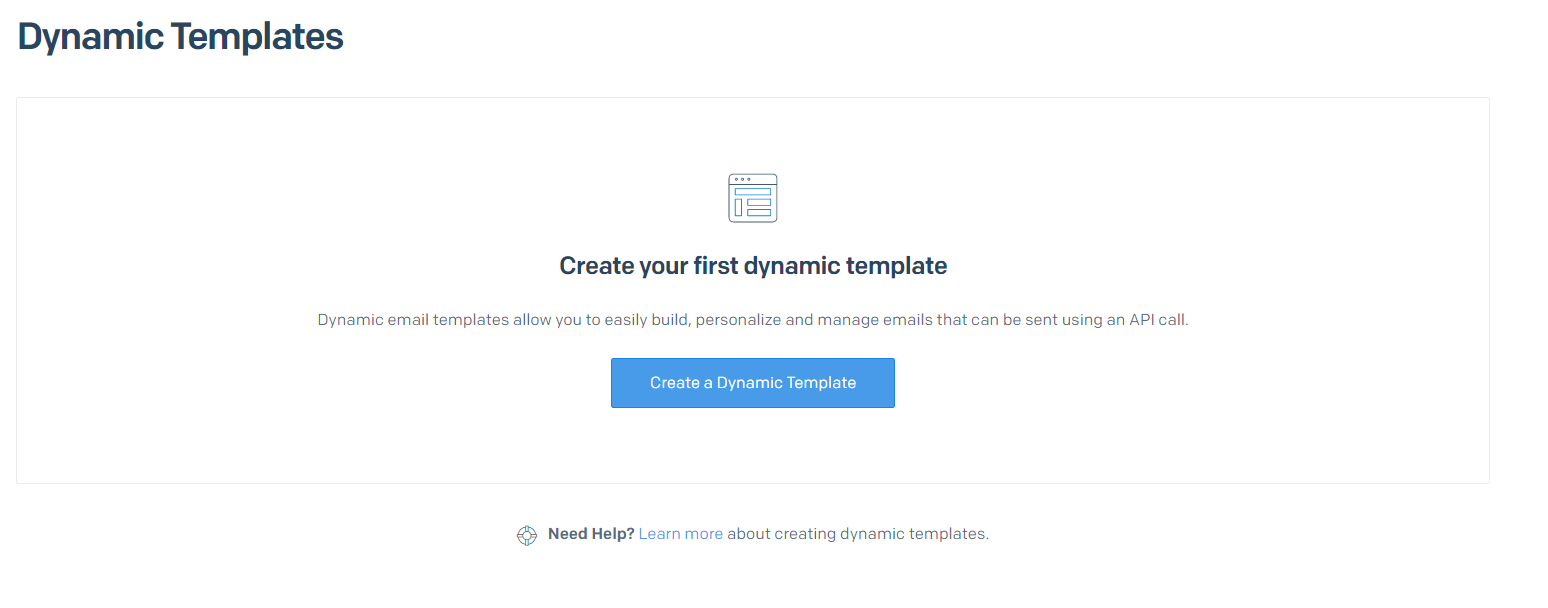 Dynamic Templates
Create your first dynamic template
Dynamic email templates allow you to easily build, personalize and manage emails that can be sent using an API call.
Create a Dynamic Template
Need Help? Learn more about creating dynamic templates.